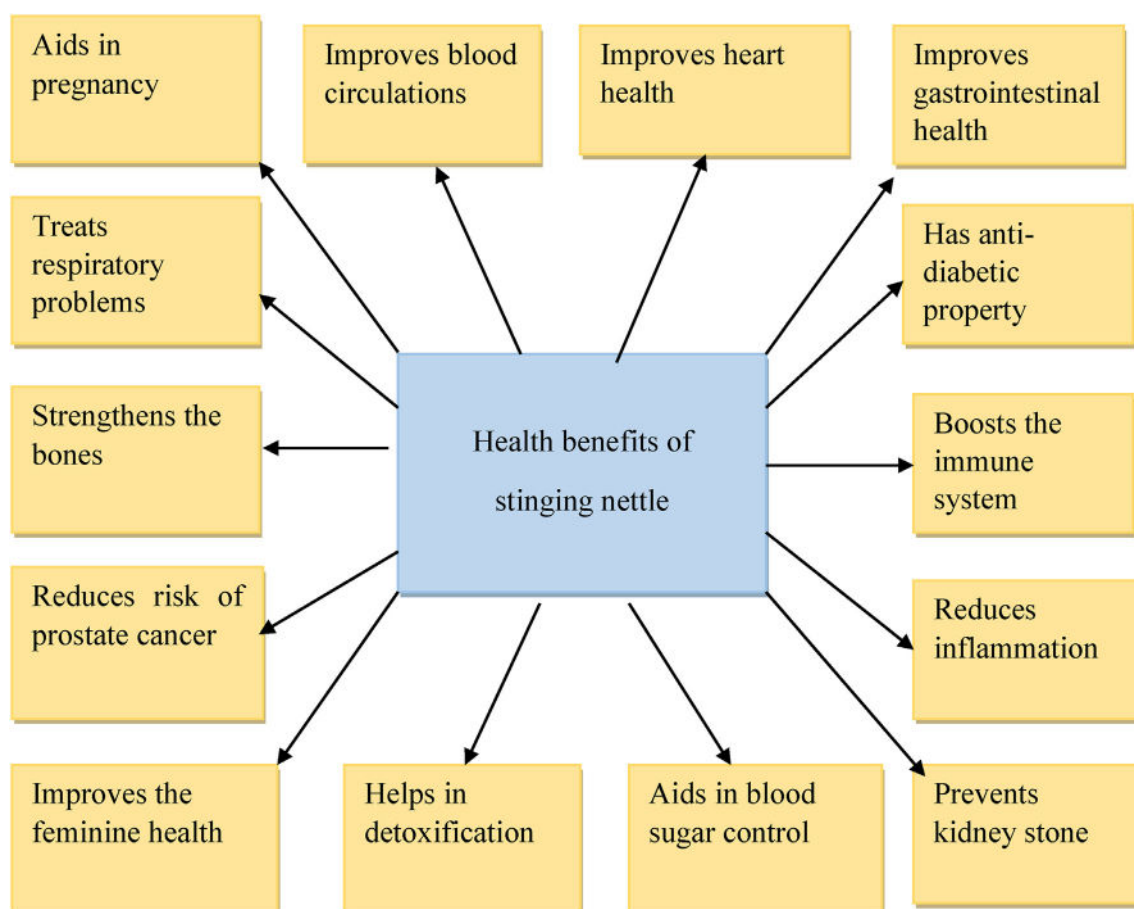 Aids in
pregnancy
Improves blood
circulations
Improves heart
health
Improves
gastrointestinal
health
Treats
respiratory
problems
Has anti-
diabetic
property
Strengthens the
bones
Health benefits of
stinging nettle
Boosts the
immune
system
Reduces risk of
prostate cancer
Reduces
inflammation
Improves the
feminine health
Helps in
detoxification
Aids in blood
sugar control
Prevents
kidney stone